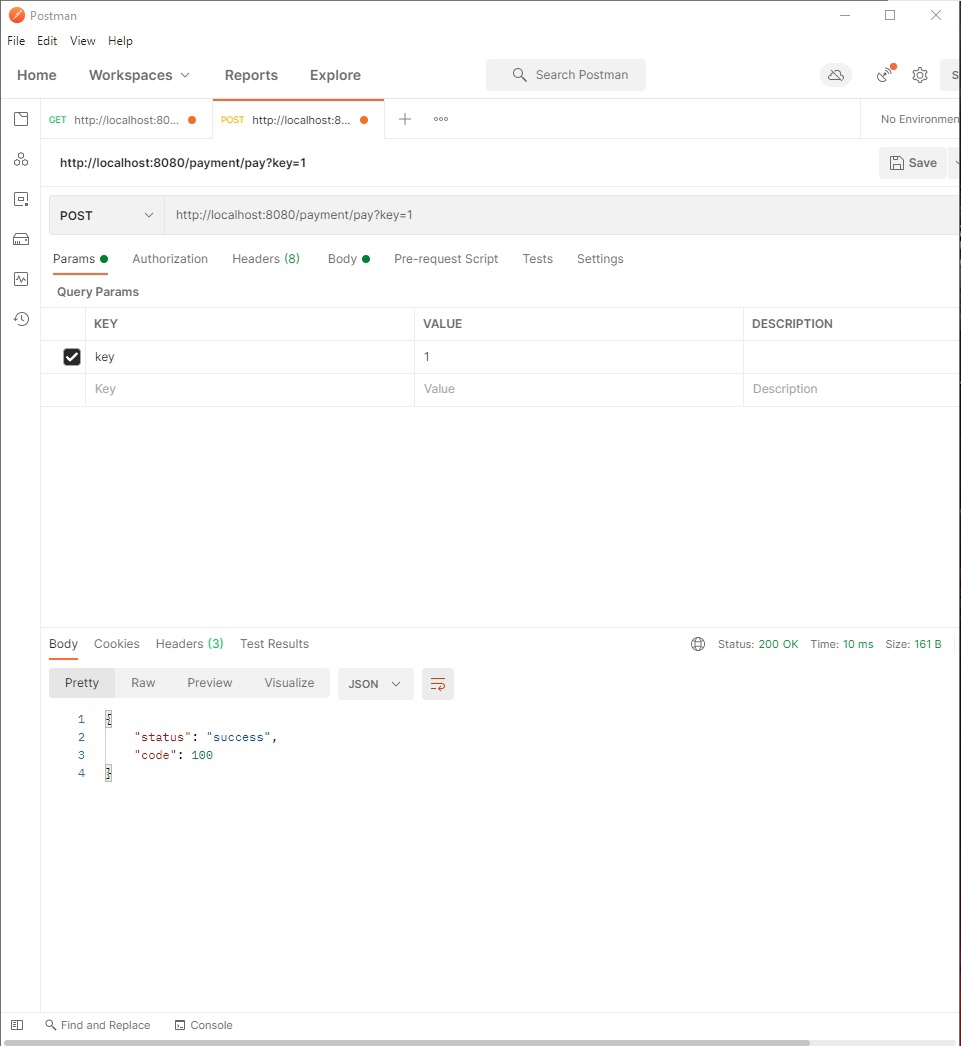 Postman
File Edit View Help
Home Workspaces Reports Explore Search Postman S
GET http://localhost:80... POST http://localhost:8... No Environmen
http://localhost:8080/payment/pay?key=1 Save
POST http://localhost:8080/payment/pay?key=1
Params Authorization Headers (8) Body Pre-request Script Tests Settings
Query Params
KEY VALUE DESCRIPTION
key 1
Key Value Description
Body Cookies Headers (3) Test Results Status: 200 OK Time: 10 ms Size: 161 B
Pretty Raw Preview Visualize JSON
1 {
2 "status": "success",
3 "code": 100
4 }
Find and Replace Console